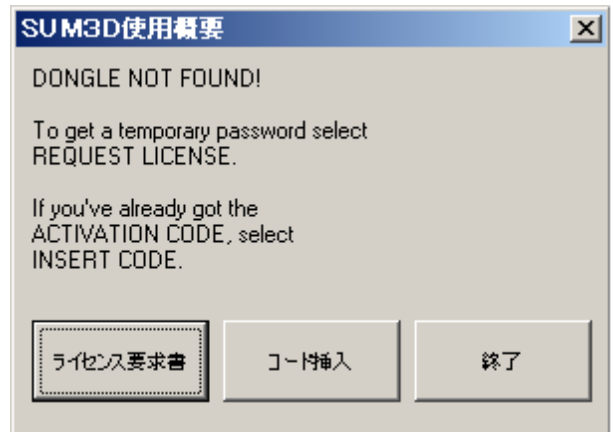 SUM3D使用概要
DONGLE NOT FOUND!
To get a temporary password select
REQUEST LICENSE.
If you've already got the
ACTIVATION CODE, select
INSERT CODE.
ライセンス要求書
コード挿入
終了